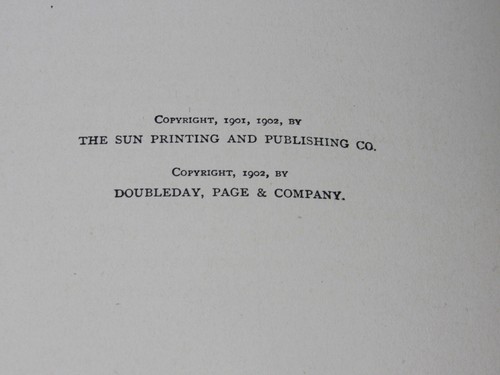 Copyright, 1901, 1902, by
THE SUN PRINTING AND PUBLISHING CO.
Copyright, 1902, by
DOUBLEDAY, PAGE & COMPANY.